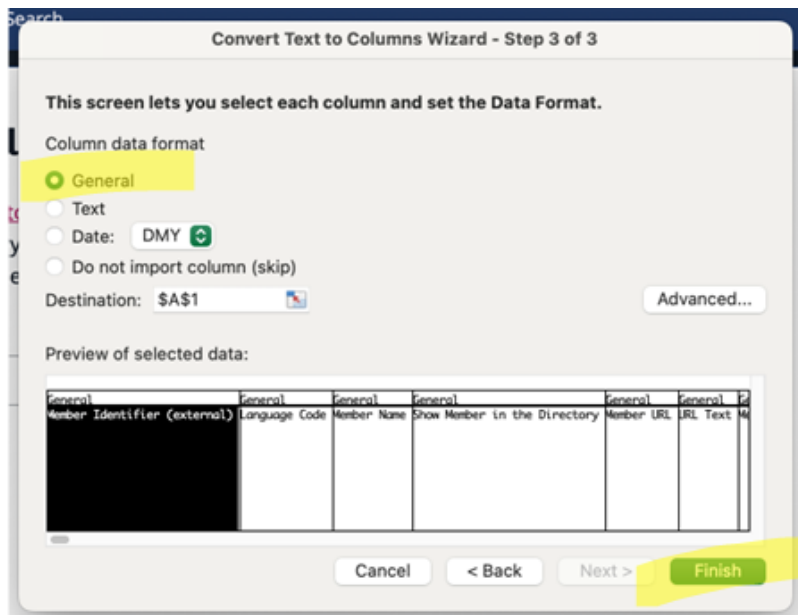 Search
Convert Text to Columns Wizard - Step 3 of 3
This screen lets you select each column and set the Data Format.
Column data format
General
Text
Date: DMY
Do not import column (skip)
Destination: $A$1
Advanced...
Preview of selected data:
General General General General General General
Member Identifier (external) Language Code Member Name Show Member in the Directory Member URL URL Text
Cancel < Back Next > Finish